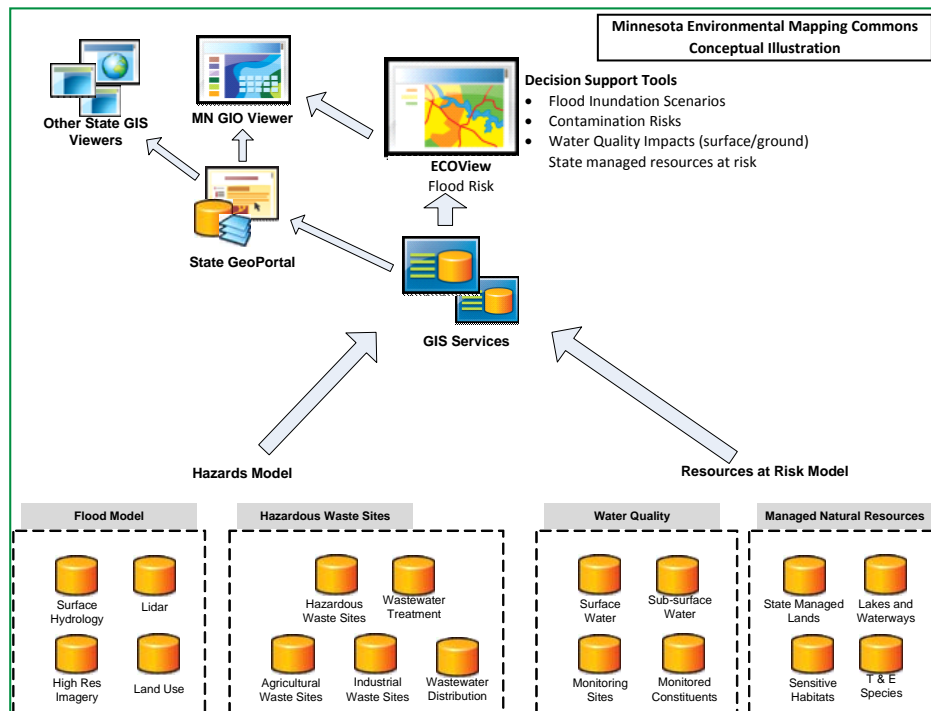 Minnesota Environmental Mapping Commons
Conceptual Illustration
Other State GIS
Viewers
MN GIO Viewer
ECOView
Flood Risk
Decision Support Tools
• Flood Inundation Scenarios
• Contamination Risks
• Water Quality Impacts (surface/ground)
State managed resources at risk
State GeoPortal
GIS Services
Hazards Model
Resources at Risk Model
Flood Model
Surface
Hydrology
Lidar
High Res
Imagery
Land Use
Hazardous Waste Sites
Hazardous
Waste Sites
Wastewater
Treatment
Agricultural
Waste Sites
Industrial
Waste Sites
Wastewater
Distribution
Water Quality
Surface
Water
Sub-surface
Water
Monitoring
Sites
Monitored
Constituents
Managed Natural Resources
State Managed
Lands
Lakes and
Waterways
Sensitive
Habitats
T & E
Species